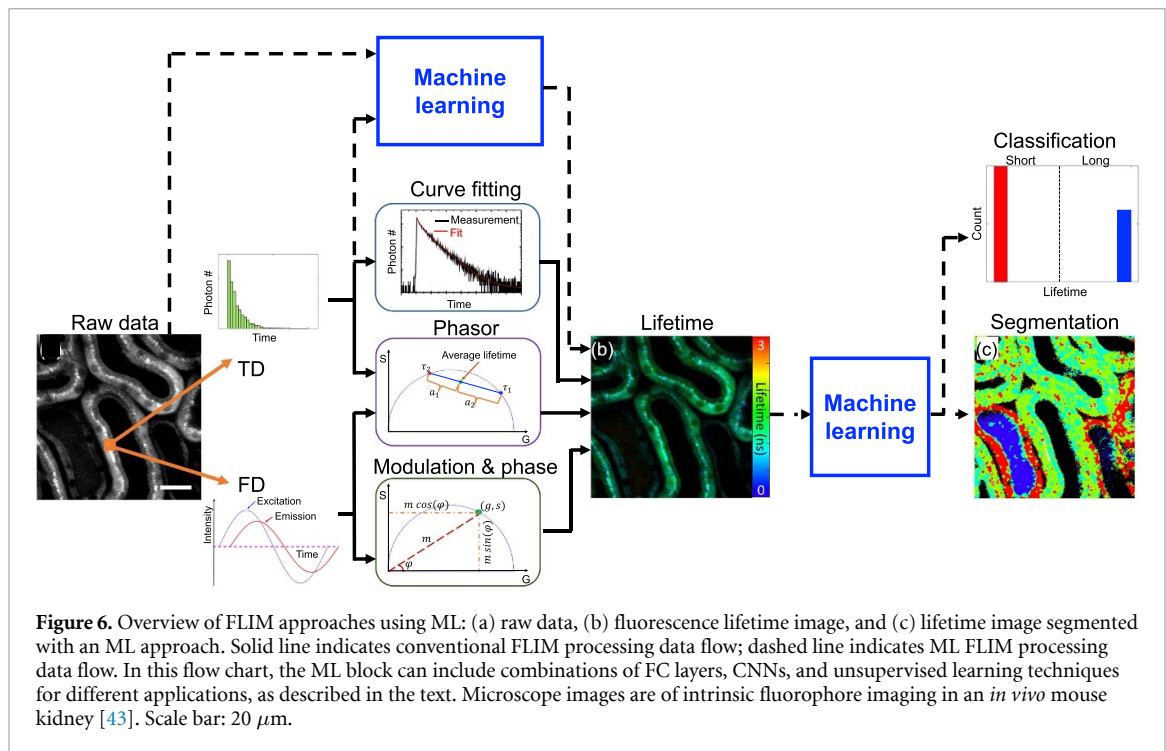 Machine
learning
Classification
Short Long
Count
Lifetime
Curve fitting
Measurement
Fit
Photon #
Time
Photon #
Time
Raw data
TD
FD
Excitation
Emission
Intensity
Time
Phasor
S
Average lifetime
τ2
τ1
a1
a2
G
Modulation & phase
S
m cos(φ)
(g, s)
m
m sin(φ)
φ
G
Lifetime
(b)
3
Lifetime (ns)
0
Machine
learning
Segmentation
(c)
Figure 6. Overview of FLIM approaches using ML: (a) raw data, (b) fluorescence lifetime image, and (c) lifetime image segmented
with an ML approach. Solid line indicates conventional FLIM processing data flow; dashed line indicates ML FLIM processing
data flow. In this flow chart, the ML block can include combinations of FC layers, CNNs, and unsupervised learning techniques
for different applications, as described in the text. Microscope images are of intrinsic fluorophore imaging in an in vivo mouse
kidney [43]. Scale bar: 20 μm.